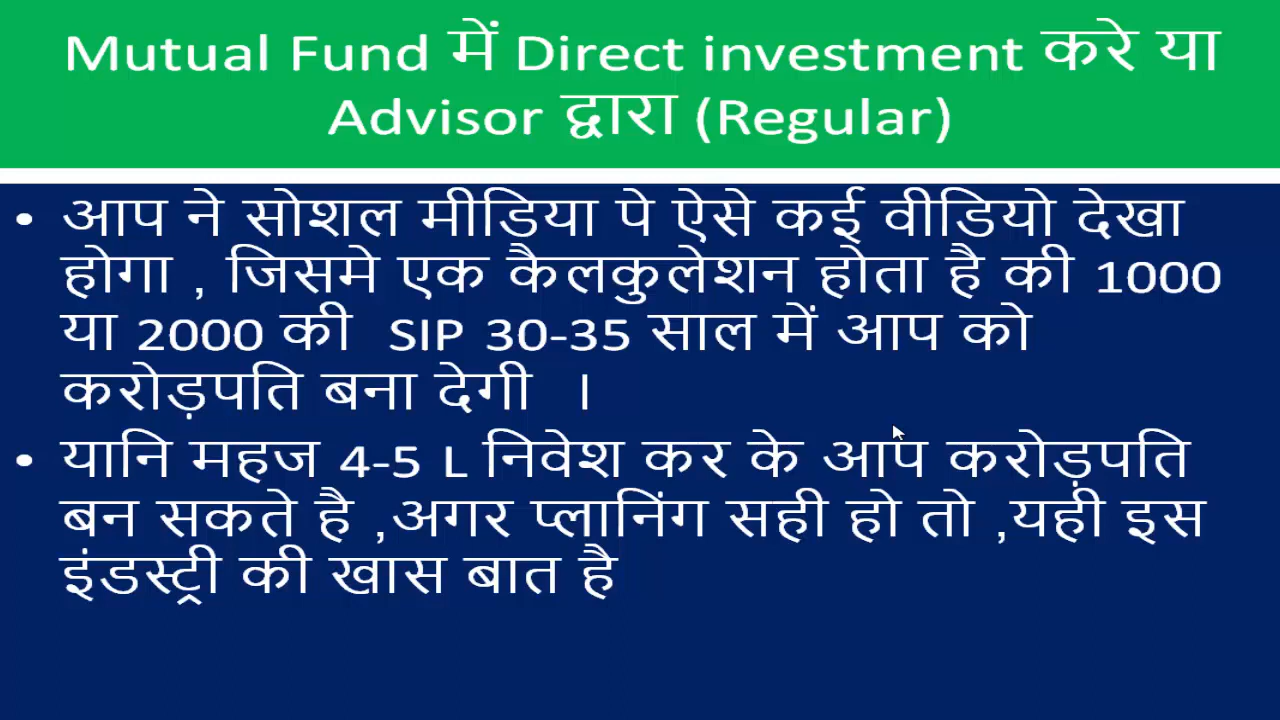 Mutual Fund में Direct investment करे या
Advisor द्वारा (Regular)
• आप ने सोशल मीडिया पे ऐसे कई वीडियो देखा
होगा , जिसमे एक कैलकुलेशन होता है की 1000
या 2000 की SIP 30-35 साल में आप को
करोड़पति बना देगी ।
• यानि महज 4-5 L निवेश कर के आप करोड़पति
बन सकते है ,अगर प्लानिंग सही हो तो ,यही इस
इंडस्ट्री की खास बात है